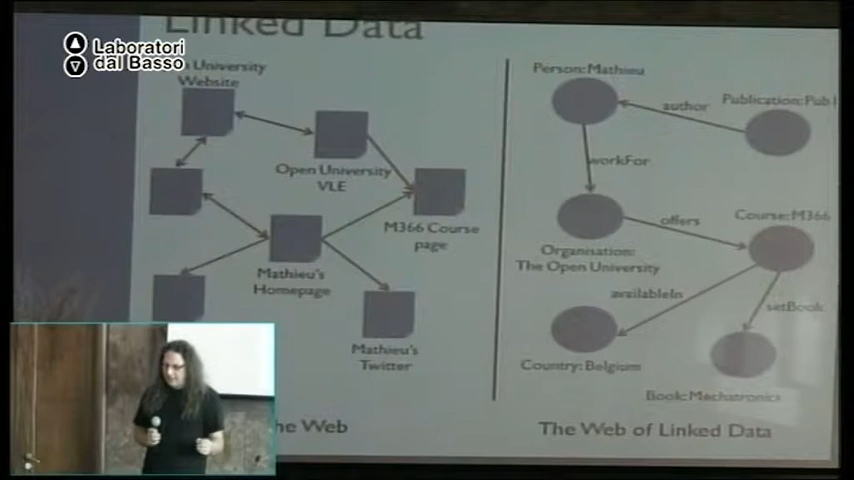 Linked Data
Laboratori
dal Basso
University
Website
Open University
VLE
M366 Course
page
Mathieu's
Homepage
Mathieu's
Twitter
The Web
Person:Mathieu
author
Publication:Pub1
workFor
Organisation:
The Open University
offers
Course:M366
availableIn
setBook
Country:Belgium
Book:Mechatronics
The Web of Linked Data